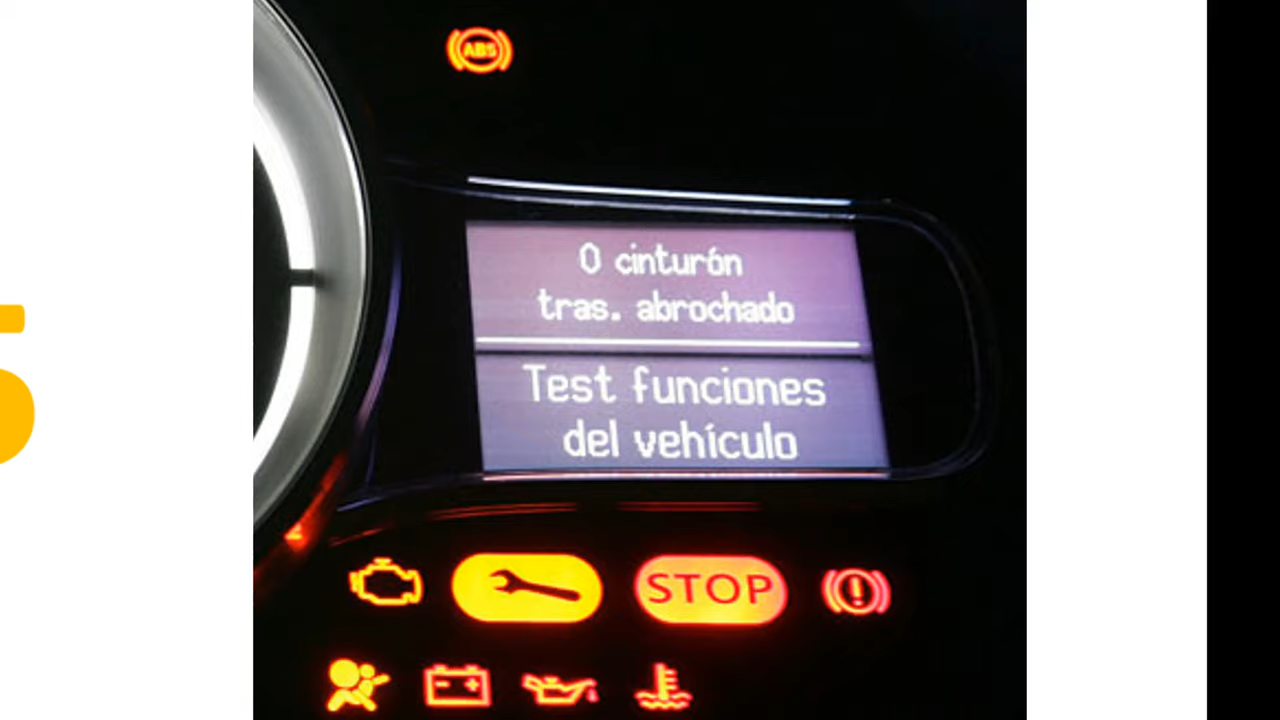 ABS
0 cinturón
tras. abrochado
Test funciones
del vehículo
STOP